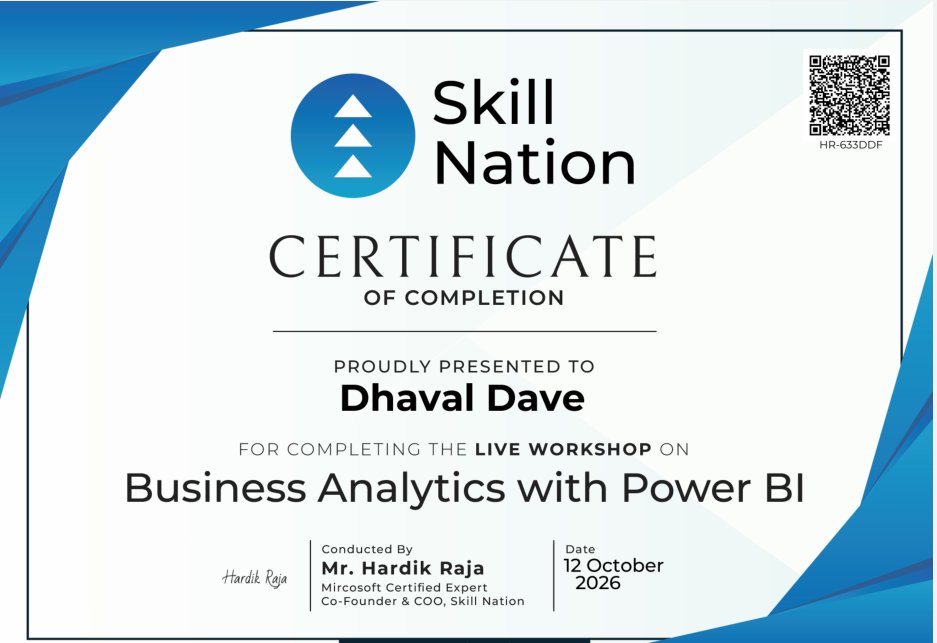 Skill
Nation
HR-633DDF
CERTIFICATE
OF COMPLETION
PROUDLY PRESENTED TO
Dhaval Dave
FOR COMPLETING THE LIVE WORKSHOP ON
Business Analytics with Power BI
Hardik Raja
Conducted By
Mr. Hardik Raja
Mircosoft Certified Expert
Co-Founder & COO, Skill Nation
Date
12 October
2026